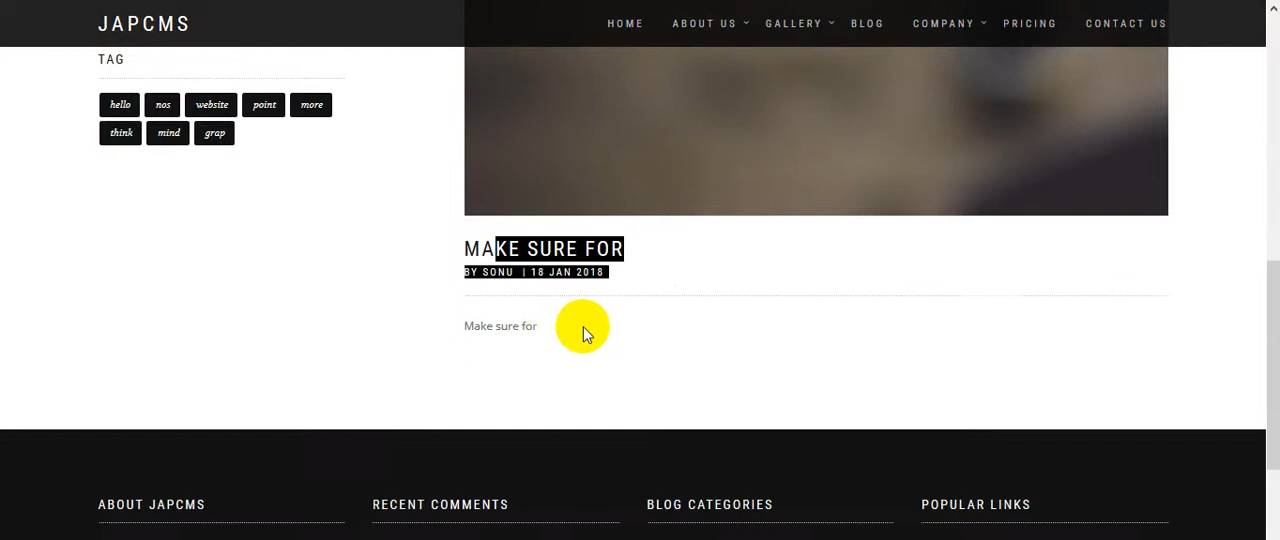 JAPCMS
HOME ABOUT US GALLERY BLOG COMPANY PRICING CONTACT US
TAG
hello nos website point more
think mind grap
MAKE SURE FOR
BY SONU | 18 JAN 2018
Make sure for
ABOUT JAPCMS RECENT COMMENTS BLOG CATEGORIES POPULAR LINKS